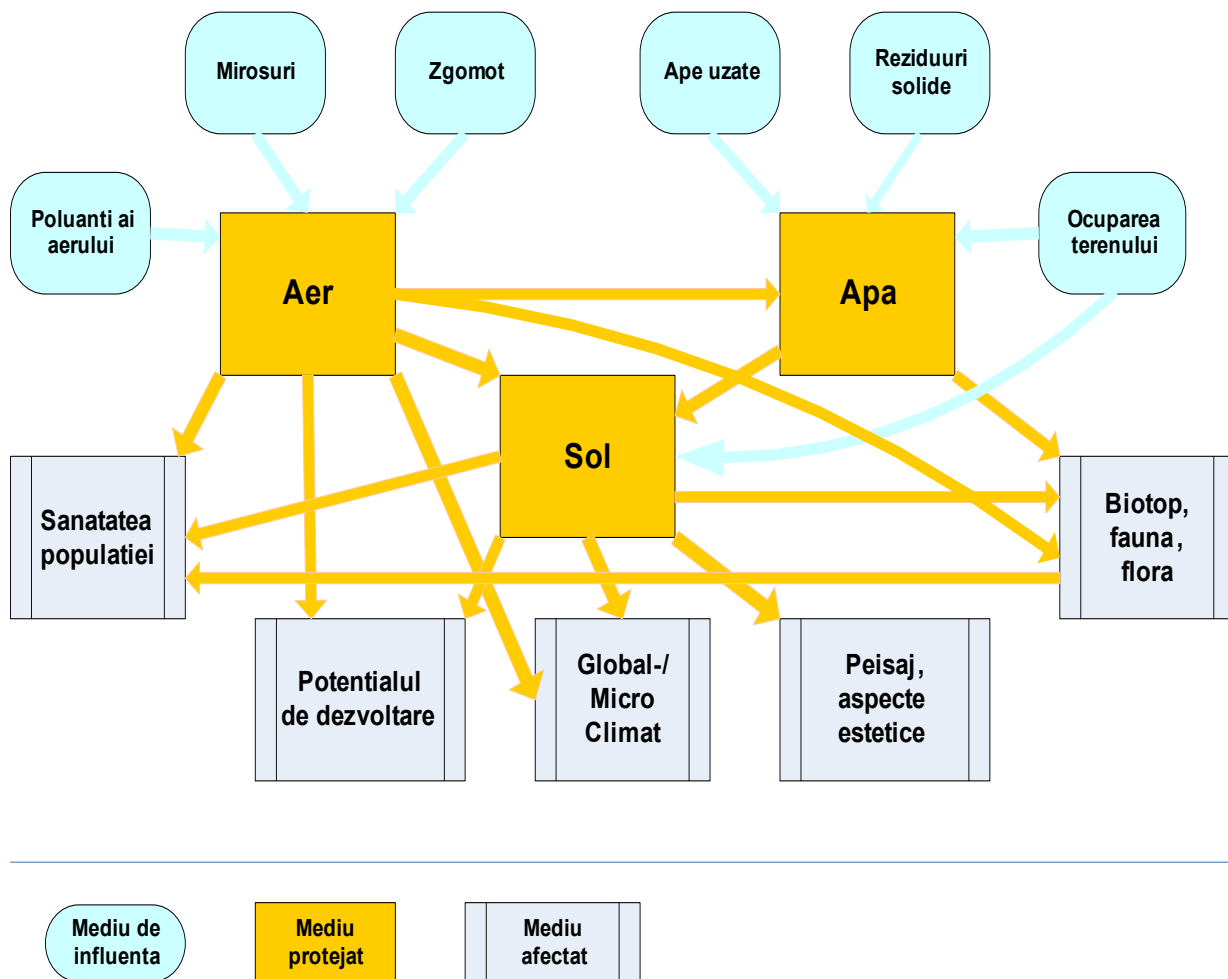 Mirosuri
Zgomot
Ape uzate
Reziduuri
solide
Poluanti ai
aerului
Ocuparea
terenului
Aer
Apa
Sol
Sanatatea
populatiei
Biotop,
fauna,
flora
Potentialul
de dezvoltare
Global-/
Micro
Climat
Peisaj,
aspecte
estetice
Mediu de
influenta
Mediu
protejat
Mediu
afectat